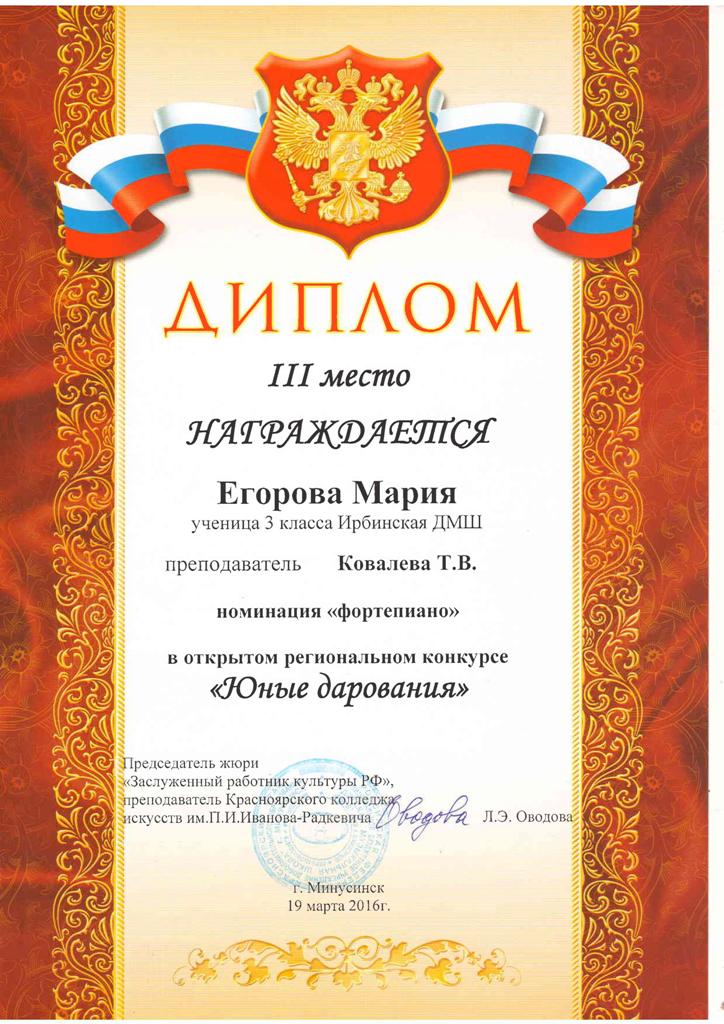 ДИПЛОМ
III место
НАГРАЖДАЕТСЯ
Егорова Мария
ученица 3 класса Ирбинская ДМШ
преподаватель Ковалева Т.В.
номинация «фортепиано»
в открытом региональном конкурсе
«Юные дарования»
Председатель жюри
«Заслуженный работник культуры РФ»,
преподаватель Красноярского колледжа
искусств им.П.И.Иванова-Радкевича Оводова Л.Э. Оводова
г. Минусинск
19 марта 2016г.